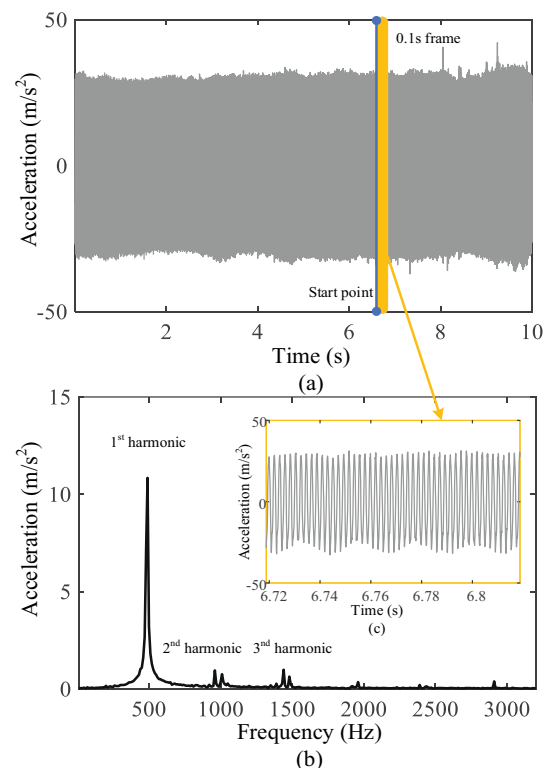 50
0
-50
Acceleration (m/s²)
0.1s frame
Start point
2
4
6
8
10
Time (s)
(a)
15
10
5
0
Acceleration (m/s²)
1st harmonic
2nd harmonic
3nd harmonic
50
0
-50
Acceleration (m/s²)
6.72
6.74
6.76
6.78
6.8
Time (s)
(c)
500
1000
1500
2000
2500
3000
Frequency (Hz)
(b)